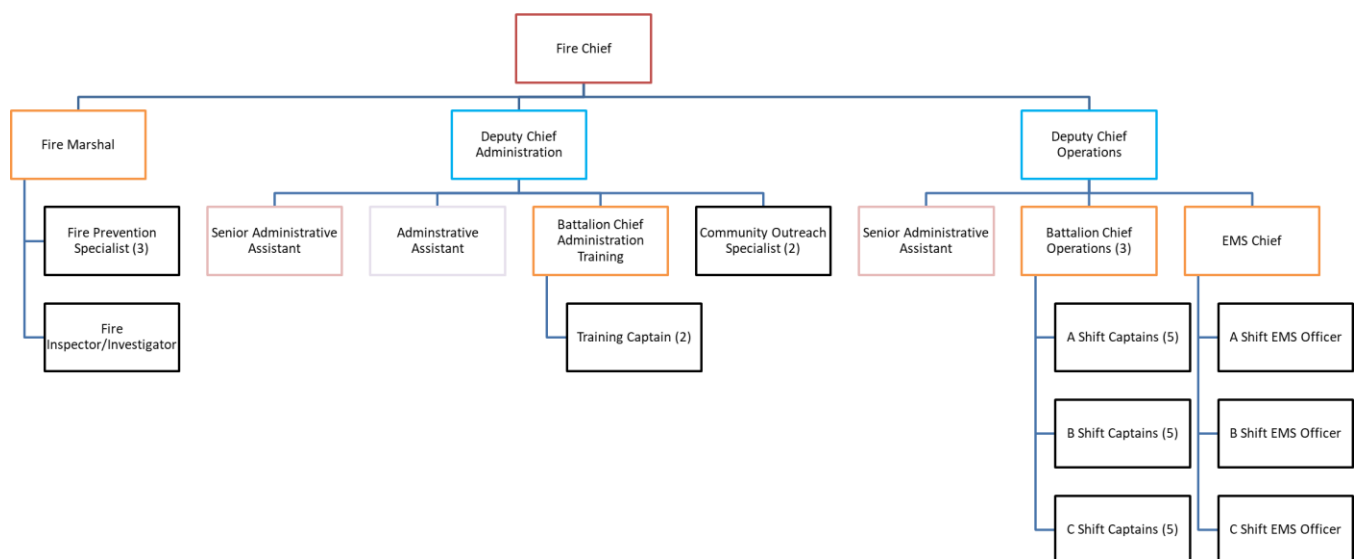 Fire Chief
Fire Marshal
Deputy Chief
Administration
Deputy Chief
Operations
Fire Prevention
Specialist (3)
Senior Administrative
Assistant
Adminstrative
Assistant
Battalion Chief
Administration
Training
Community Outreach
Specialist (2)
Senior Administrative
Assistant
Battalion Chief
Operations (3)
EMS Chief
Fire
Inspector/Investigator
Training Captain (2)
A Shift Captains (5)
A Shift EMS Officer
B Shift Captains (5)
B Shift EMS Officer
C Shift Captains (5)
C Shift EMS Officer